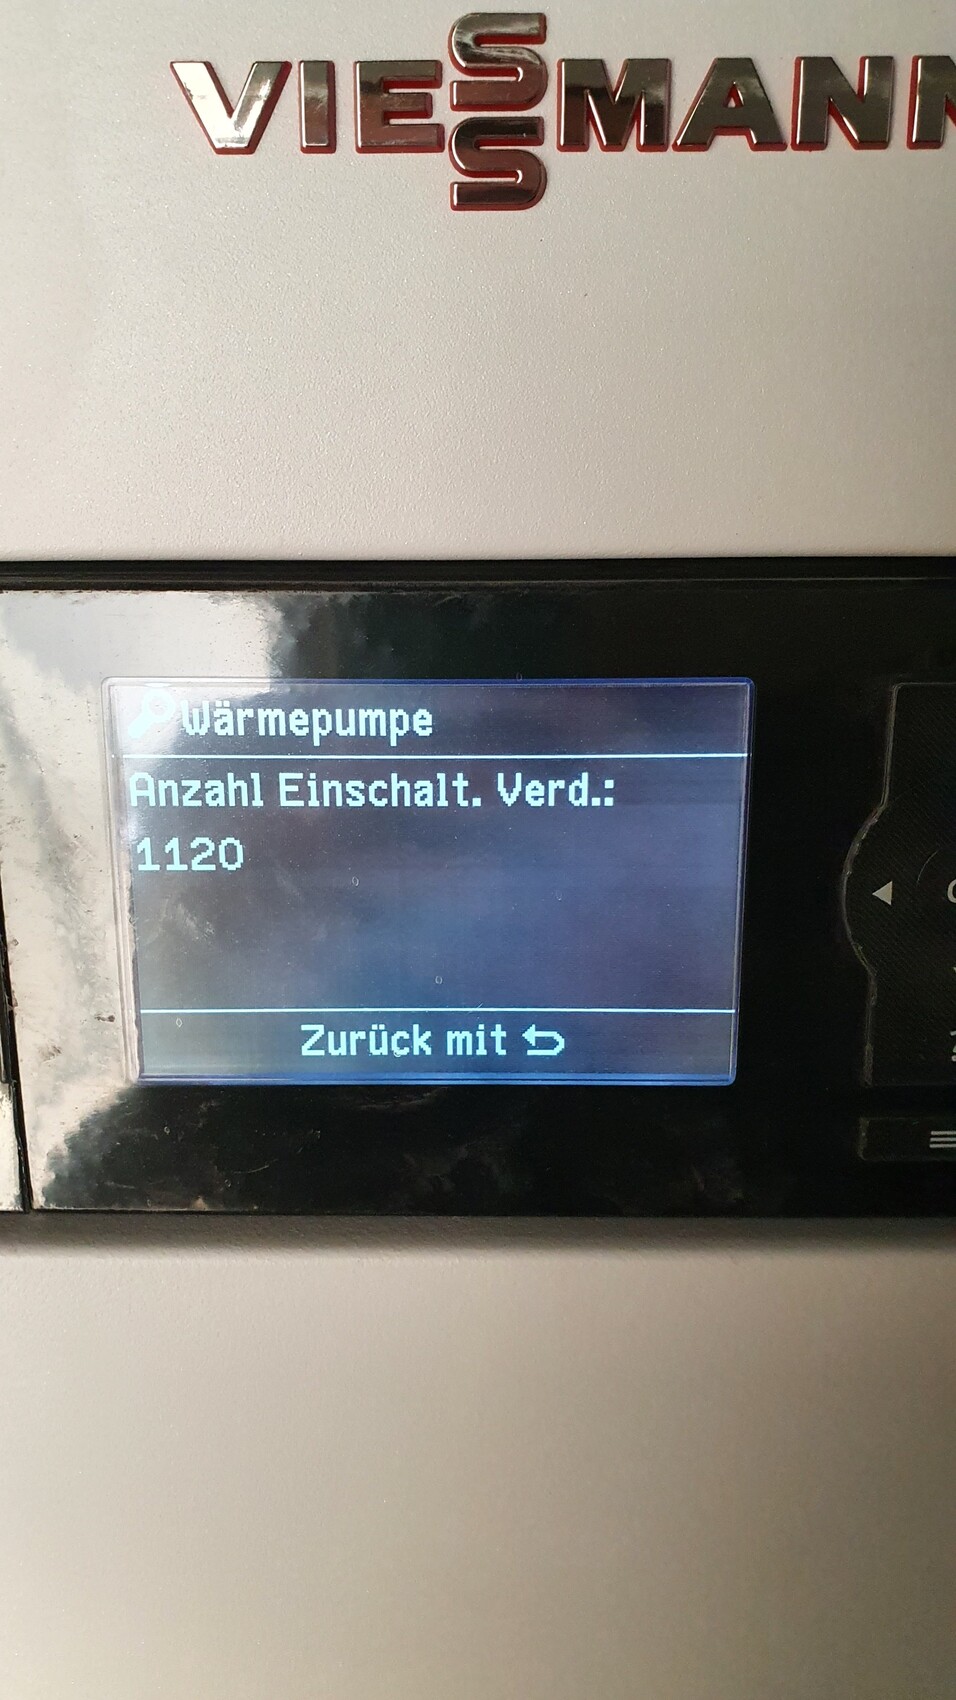 VIESSMANN
Wärmepumpe
Anzahl Einschalt. Verd.:
1120
Zurück mit